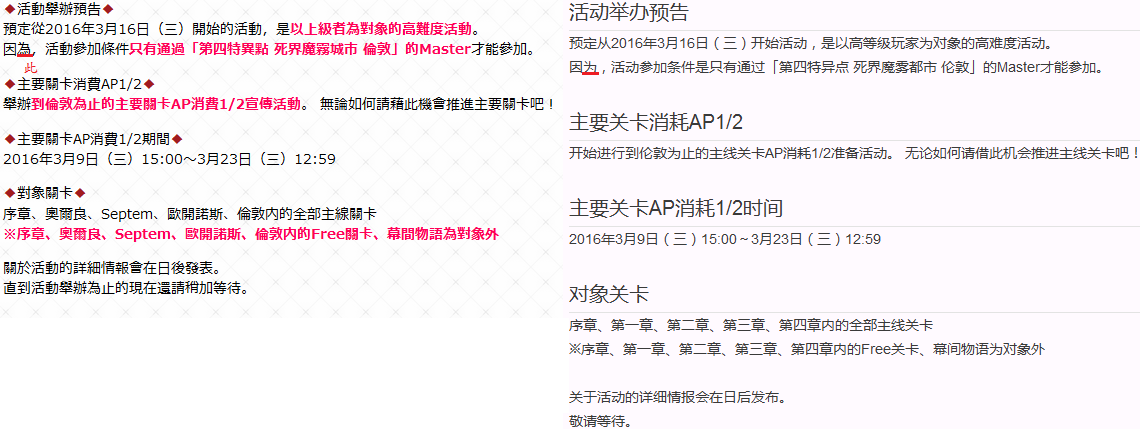 ◆活動舉辦預告◆
預定從2016年3月16日（三）開始的活動，是以上級者為對象的高難度活動。
因為，活動參加條件只有通過「第四特異點 死界魔霧城市 倫敦」的Master才能參加。
此
◆主要關卡消費AP1/2◆
舉辦到倫敦為止的主要關卡AP消費1/2宣傳活動。 無論如何請藉此機會推進主要關卡吧！
◆主要關卡AP消費1/2期間◆
2016年3月9日（三）15:00～3月23日（三）12:59
◆對象關卡◆
序章、奧爾良、Septem、歐開諾斯、倫敦内的全部主線關卡
※序章、奧爾良、Septem、歐開諾斯、倫敦内的Free關卡、幕間物語為對象外
關於活動的詳細情報會在日後發表。
直到活動舉辦為止的現在還請稍加等待。
活动举办预告
预定从2016年3月16日（三）开始活动，是以高等级玩家为对象的高难度活动。
因为，活动参加条件是只有通过「第四特异点 死界魔雾都市 伦敦」的Master才能参加。
主要关卡消耗AP1/2
开始进行到伦敦为止的主线关卡AP消耗1/2准备活动。 无论如何请借此机会推进主线关卡吧！
主要关卡AP消耗1/2时间
2016年3月9日（三）15:00～3月23日（三）12:59
对象关卡
序章、第一章、第二章、第三章、第四章内的全部主线关卡
※序章、第一章、第二章、第三章、第四章内的Free关卡、幕间物语为对象外
关于活动的详细情报会在日后发布。
敬请等待。